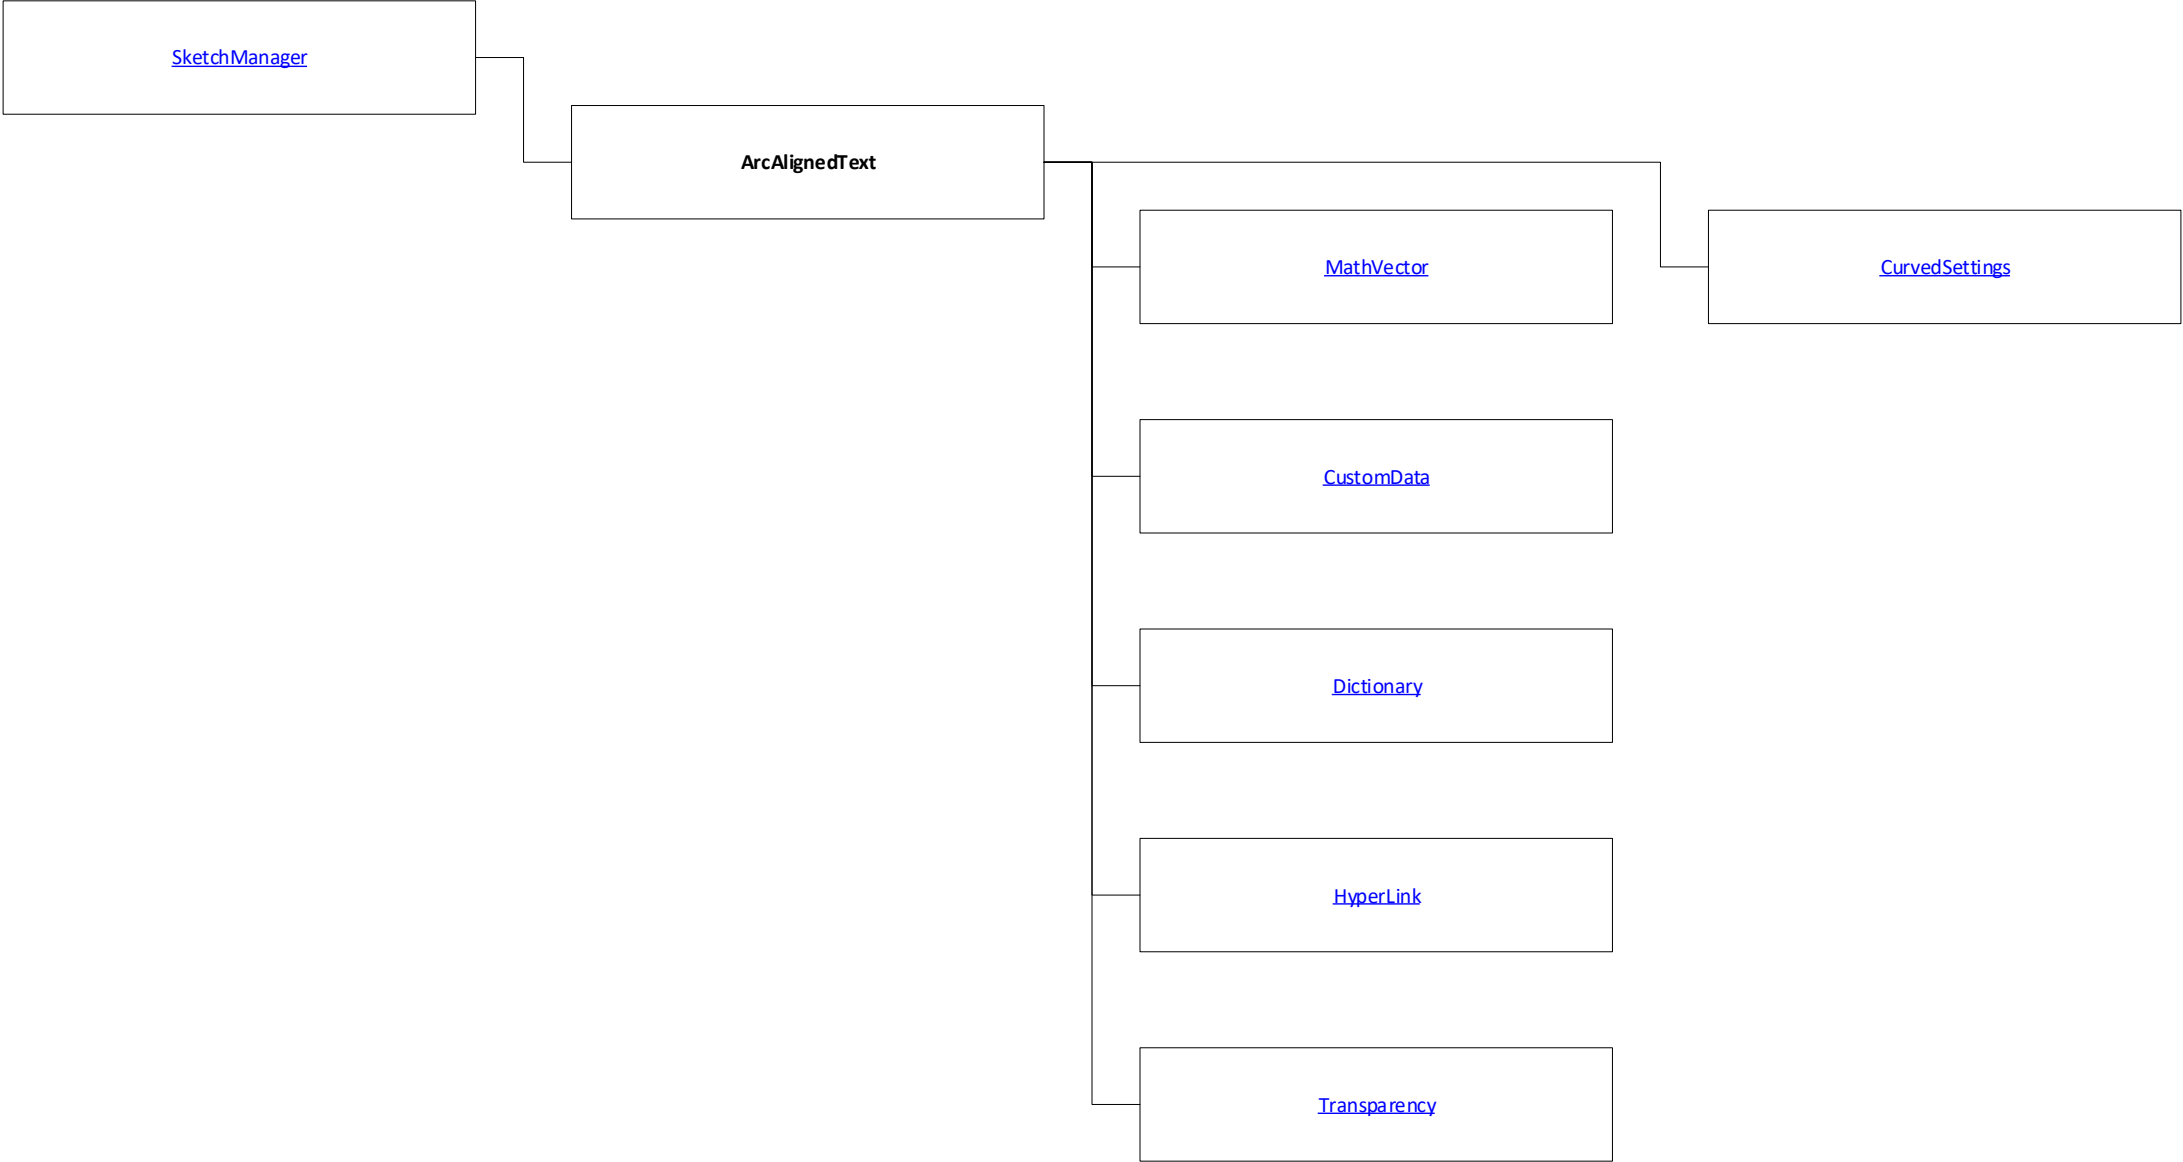 SketchManager
ArcAlignedText
MathVector
CurvedSettings
CustomData
Dictionary
HyperLink
Transparency